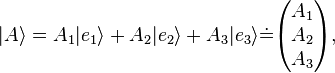 |A⟩ = A₁|e₁⟩ + A₂|e₂⟩ + A₃|e₃⟩ ≐ (A₁ A₂ A₃),